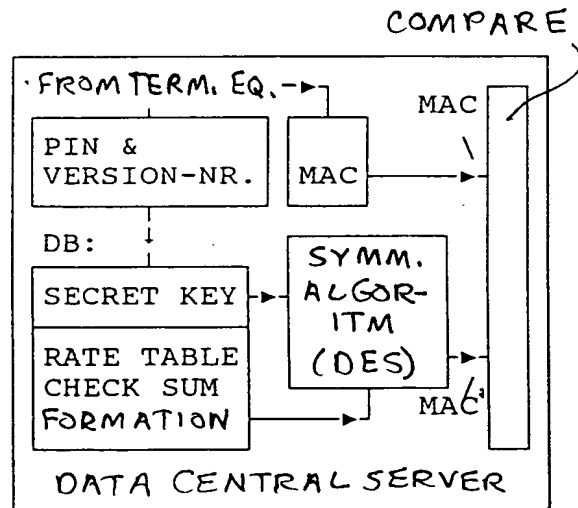 COMPARE
FROM TERM. EQ.
PIN &
VERSION-NR.
MAC
MAC
DB:
SECRET KEY
SYMM.
ALGOR-
ITM
(DES)
RATE TABLE
CHECK SUM
FORMATION
MAC'
DATA CENTRAL SERVER